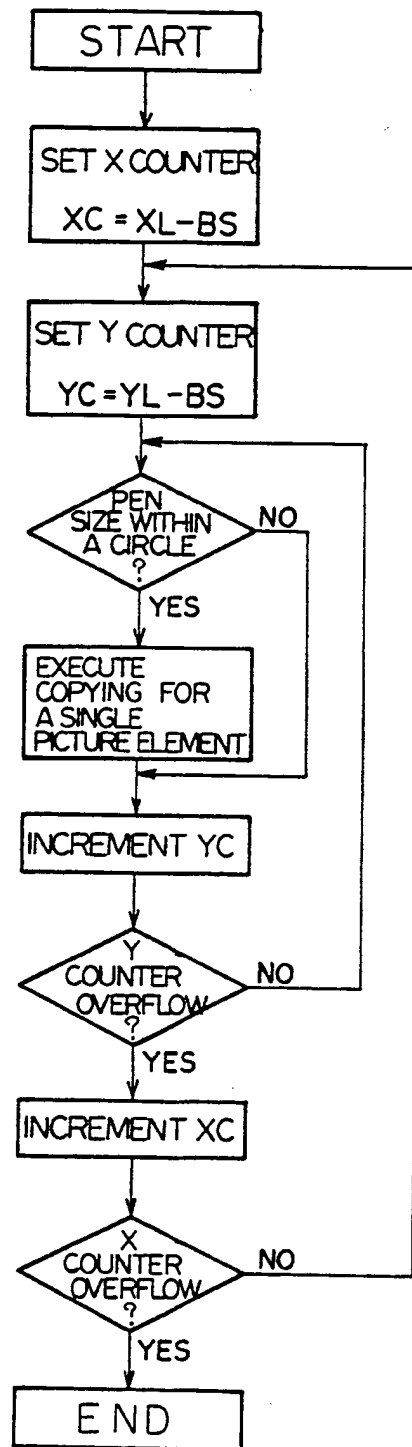 START
SET X COUNTER
XC = XL-BS
SET Y COUNTER
YC = YL-BS
PEN
SIZE WITHIN
A CIRCLE
?
NO
YES
EXECUTE
COPYING FOR
A SINGLE
PICTURE ELEMENT
INCREMENT YC
Y
COUNTER
OVERFLOW
?
NO
YES
INCREMENT XC
X
COUNTER
OVERFLOW
?
NO
YES
END